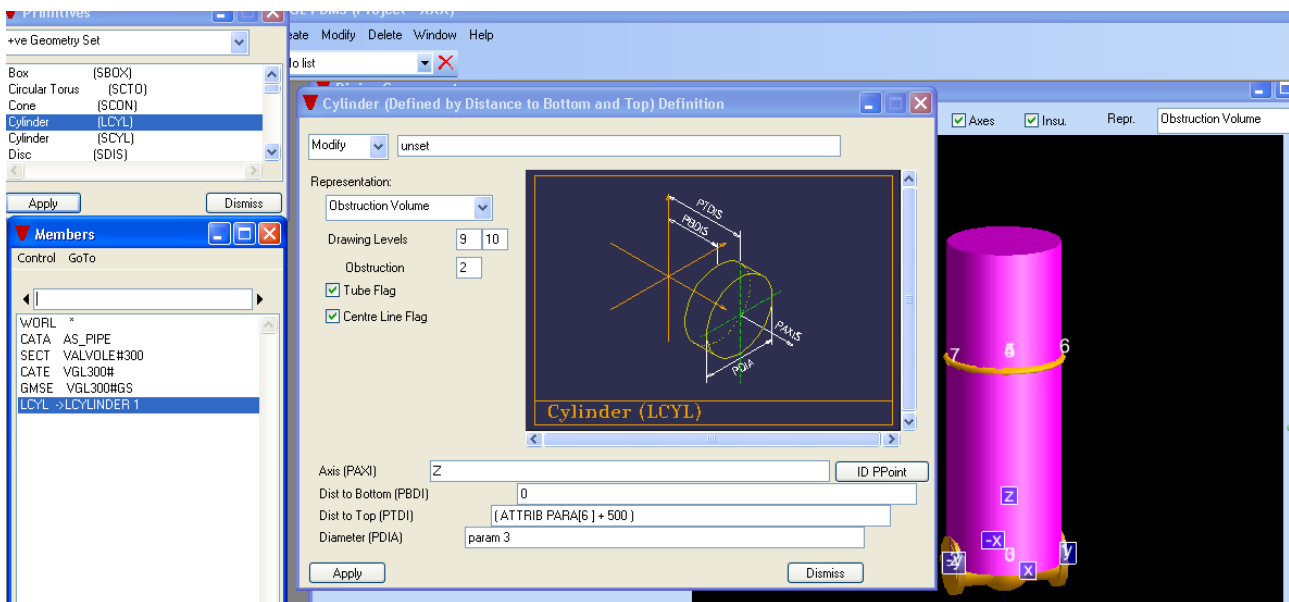 Primitives
+ve Geometry Set
Box (SBOX)
Circular Torus (SCTO)
Cone (SCON)
Cylinder (LCYL)
Cylinder (SCYL)
Disc (SDIS)
Apply Dismiss
Members
Control GoTo
WORL *
CATA AS_PIPE
SECT VALVOLE#300
CATE VGL300#
GMSE VGL300#GS
LCYL ->LCYLINDER 1
Modify Delete Window Help
list
Cylinder (Defined by Distance to Bottom and Top) Definition
Modify unset
Representation:
Obstruction Volume
Drawing Levels 9 10
Obstruction 2
Tube Flag
Centre Line Flag
PTDIS
PBDIS
PAXIS
PDIA
Cylinder (LCYL)
Axis (PAXI) Z ID PPoint
Dist to Bottom (PBDI) 0
Dist to Top (PTDI) ( ATTRIB PARA[6 ] + 500 )
Diameter (PDIA) param 3
Apply Dismiss
Axes Insu. Repr. Obstruction Volume
7 6
Z
-X
Y
X